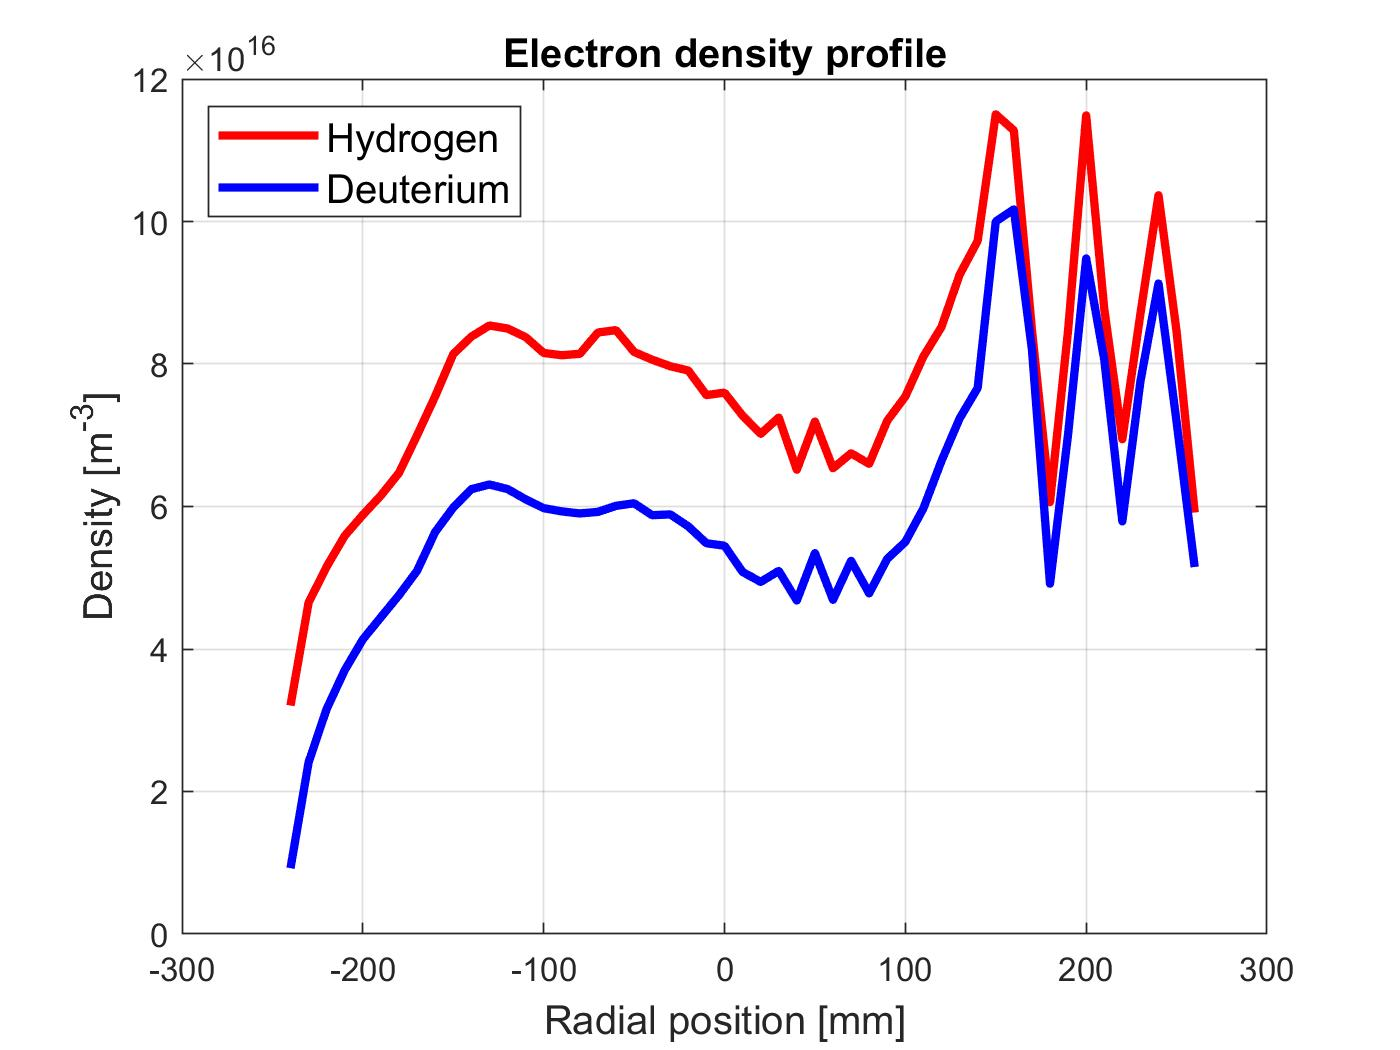 Electron density profile
×10^16
12
10
8
6
4
2
0
Density [m^-3]
Hydrogen
Deuterium
-300 -200 -100 0 100 200 300
Radial position [mm]